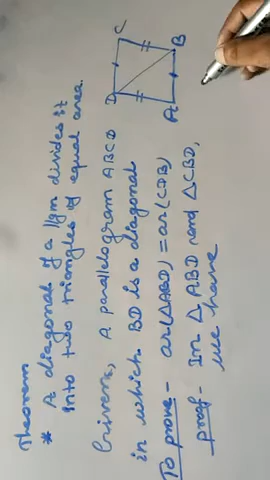 Theorem
* A diagonal of a ||gm divides it
into two triangles of equal area.
Given, A parallelogram ABCD
in which BD is a diagonal
To prove - ar(△ABD) = ar(CDB)
proof - In △ABD and △CBD,
we have
D
C
A
B